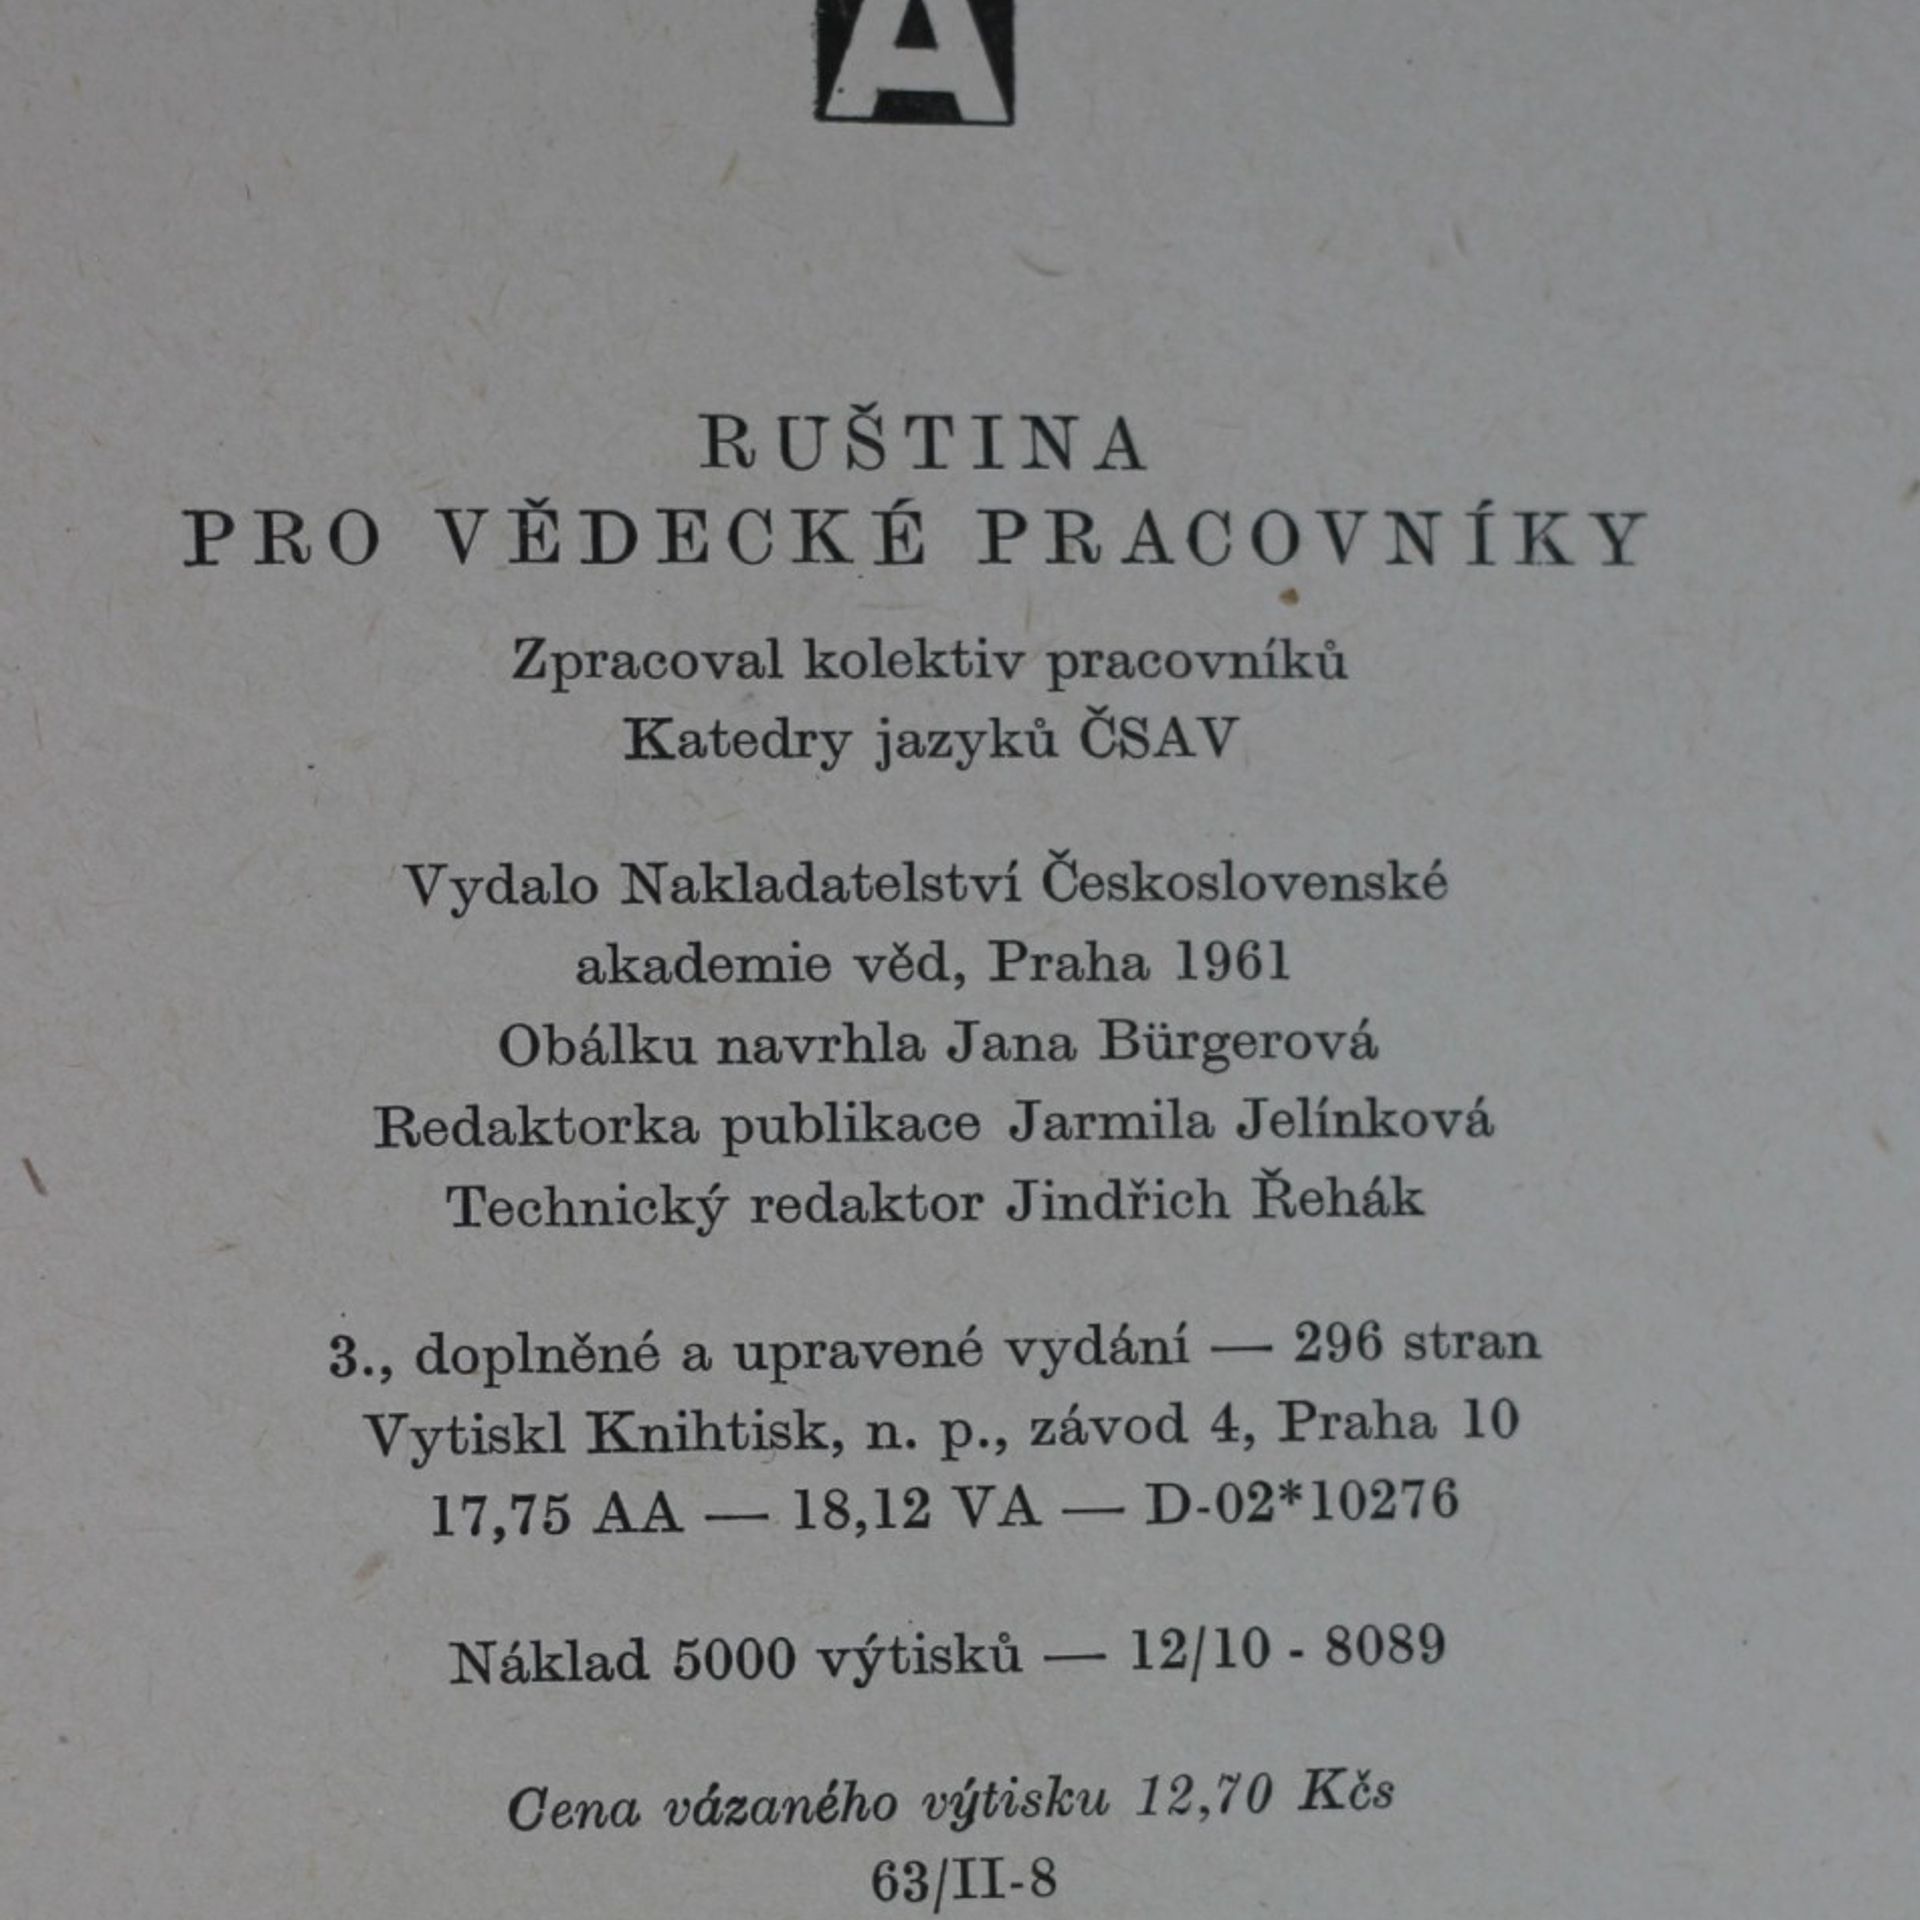 A
RUŠTINA
PRO VĚDECKÉ PRACOVNÍKY
Zpracoval kolektiv pracovníků
Katedry jazyků ČSAV
Vydalo Nakladatelství Československé
akademie věd, Praha 1961
Obálku navrhla Jana Bürgerová
Redaktorka publikace Jarmila Jelínková
Technický redaktor Jindřich Řehák
3., doplněné a upravené vydání — 296 stran
Vytiskl Knihtisk, n. p., závod 4, Praha 10
17,75 AA — 18,12 VA — D-02*10276
Náklad 5000 výtisků — 12/10 - 8089
Cena vázaného výtisku 12,70 Kčs
63/II-8